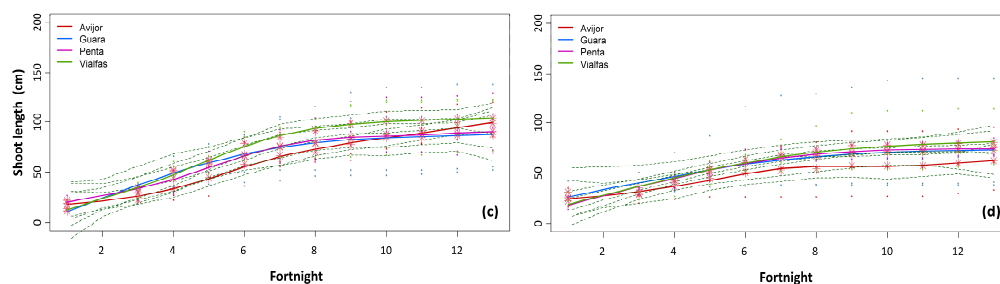 Shoot length (cm)
200
150
100
50
0
Avijor
Guara
Penta
Vialfas
(c)
2 4 6 8 10 12
Fortnight
200
150
100
50
0
Avijor
Guara
Penta
Vialfas
(d)
2 4 6 8 10 12
Fortnight